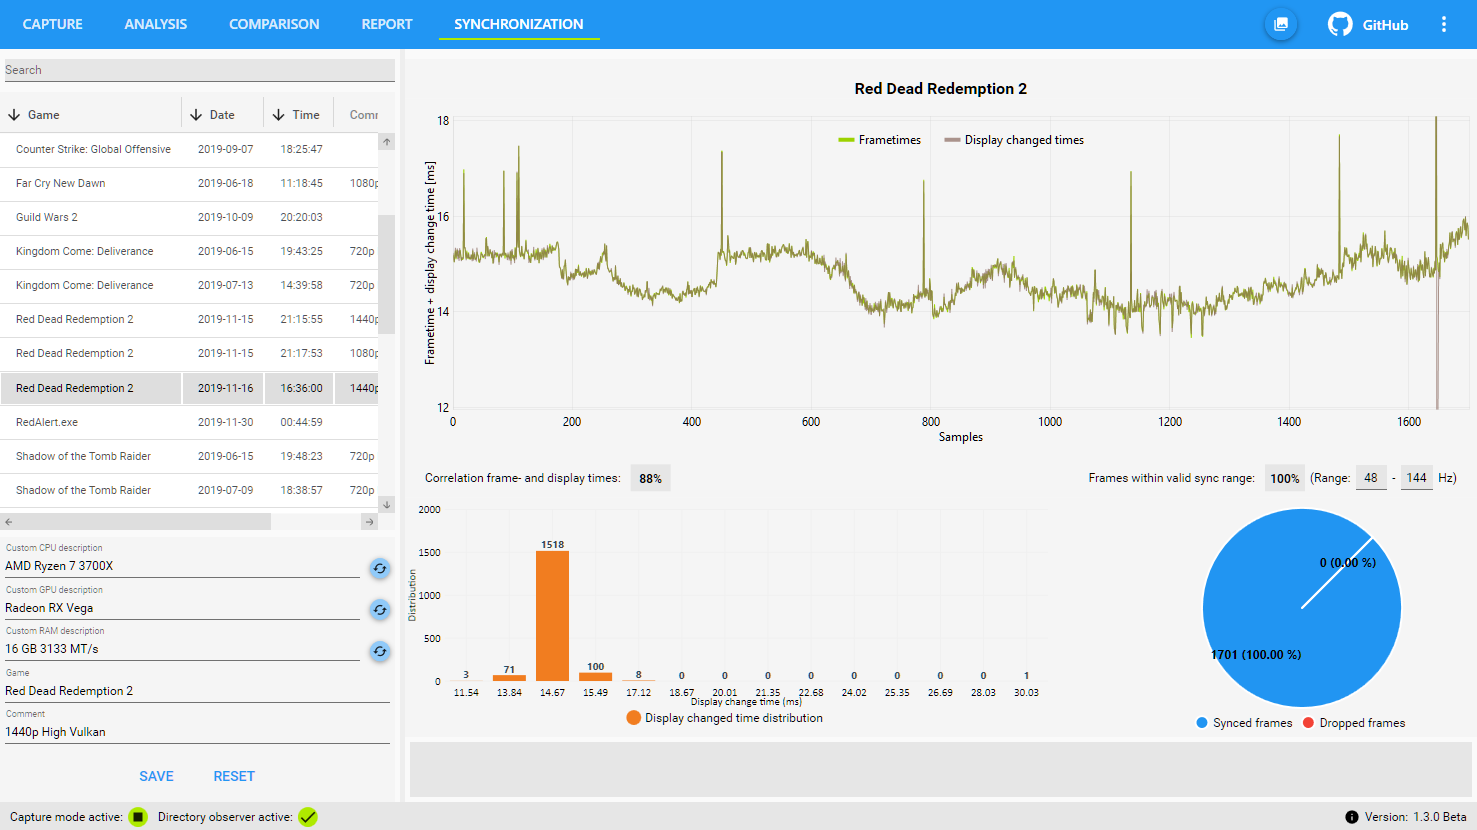 CAPTURE ANALYSIS COMPARISON REPORT SYNCHRONIZATION GitHub
Search
Game Date Time Comr
Counter Strike: Global Offensive 2019-09-07 18:25:47
Far Cry New Dawn 2019-06-18 11:18:45 1080p
Guild Wars 2 2019-10-09 20:20:03
Kingdom Come: Deliverance 2019-06-15 19:43:25 720p
Kingdom Come: Deliverance 2019-07-13 14:39:58 720p
Red Dead Redemption 2 2019-11-15 21:15:55 1440p
Red Dead Redemption 2 2019-11-15 21:17:53 1080p
Red Dead Redemption 2 2019-11-16 16:36:00 1440p
RedAlert.exe 2019-11-30 00:44:59
Shadow of the Tomb Raider 2019-06-15 19:48:23 720p
Shadow of the Tomb Raider 2019-07-09 18:38:57 720p
Custom CPU description
AMD Ryzen 7 3700X
Custom GPU description
Radeon RX Vega
Custom RAM description
16 GB 3133 MT/s
Game
Red Dead Redemption 2
Comment
1440p High Vulkan
SAVE RESET
Red Dead Redemption 2
Frametimes Display changed times
Frametime + display change time [ms]
18
16
14
12
0 200 400 600 800 1000 1200 1400 1600
Samples
Correlation frame- and display times: 88%
Frames within valid sync range: 100% (Range: 48 - 144 Hz)
Distribution
2000
1500
1000
500
0
3 71 1518 100 8 0 0 0 0 0 0 0 0 1
11.54 13.84 14.67 15.49 17.12 18.67 20.01 21.35 22.68 24.02 25.35 26.69 28.03 30.03
Display change time (ms)
Display changed time distribution
0 (0.00 %)
1701 (100.00 %)
Synced frames Dropped frames
Capture mode active: Directory observer active: Version: 1.3.0 Beta